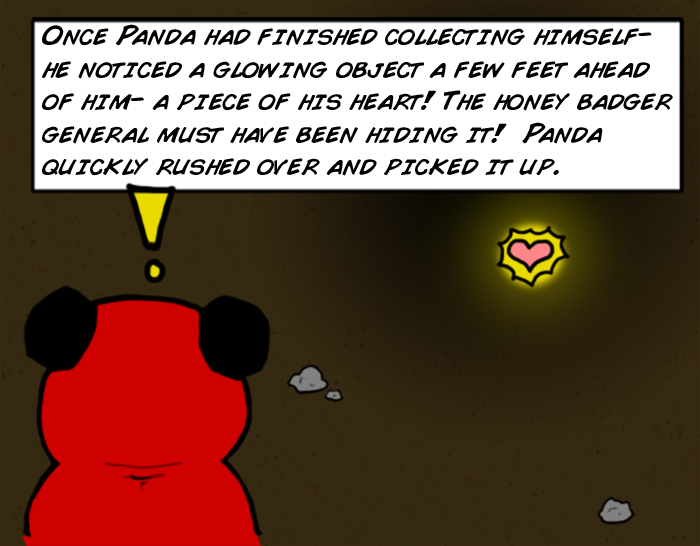 Once Panda had finished collecting himself-
he noticed a glowing object a few feet ahead
of him- a piece of his heart! The honey badger
general must have been hiding it! Panda
quickly rushed over and picked it up.
!